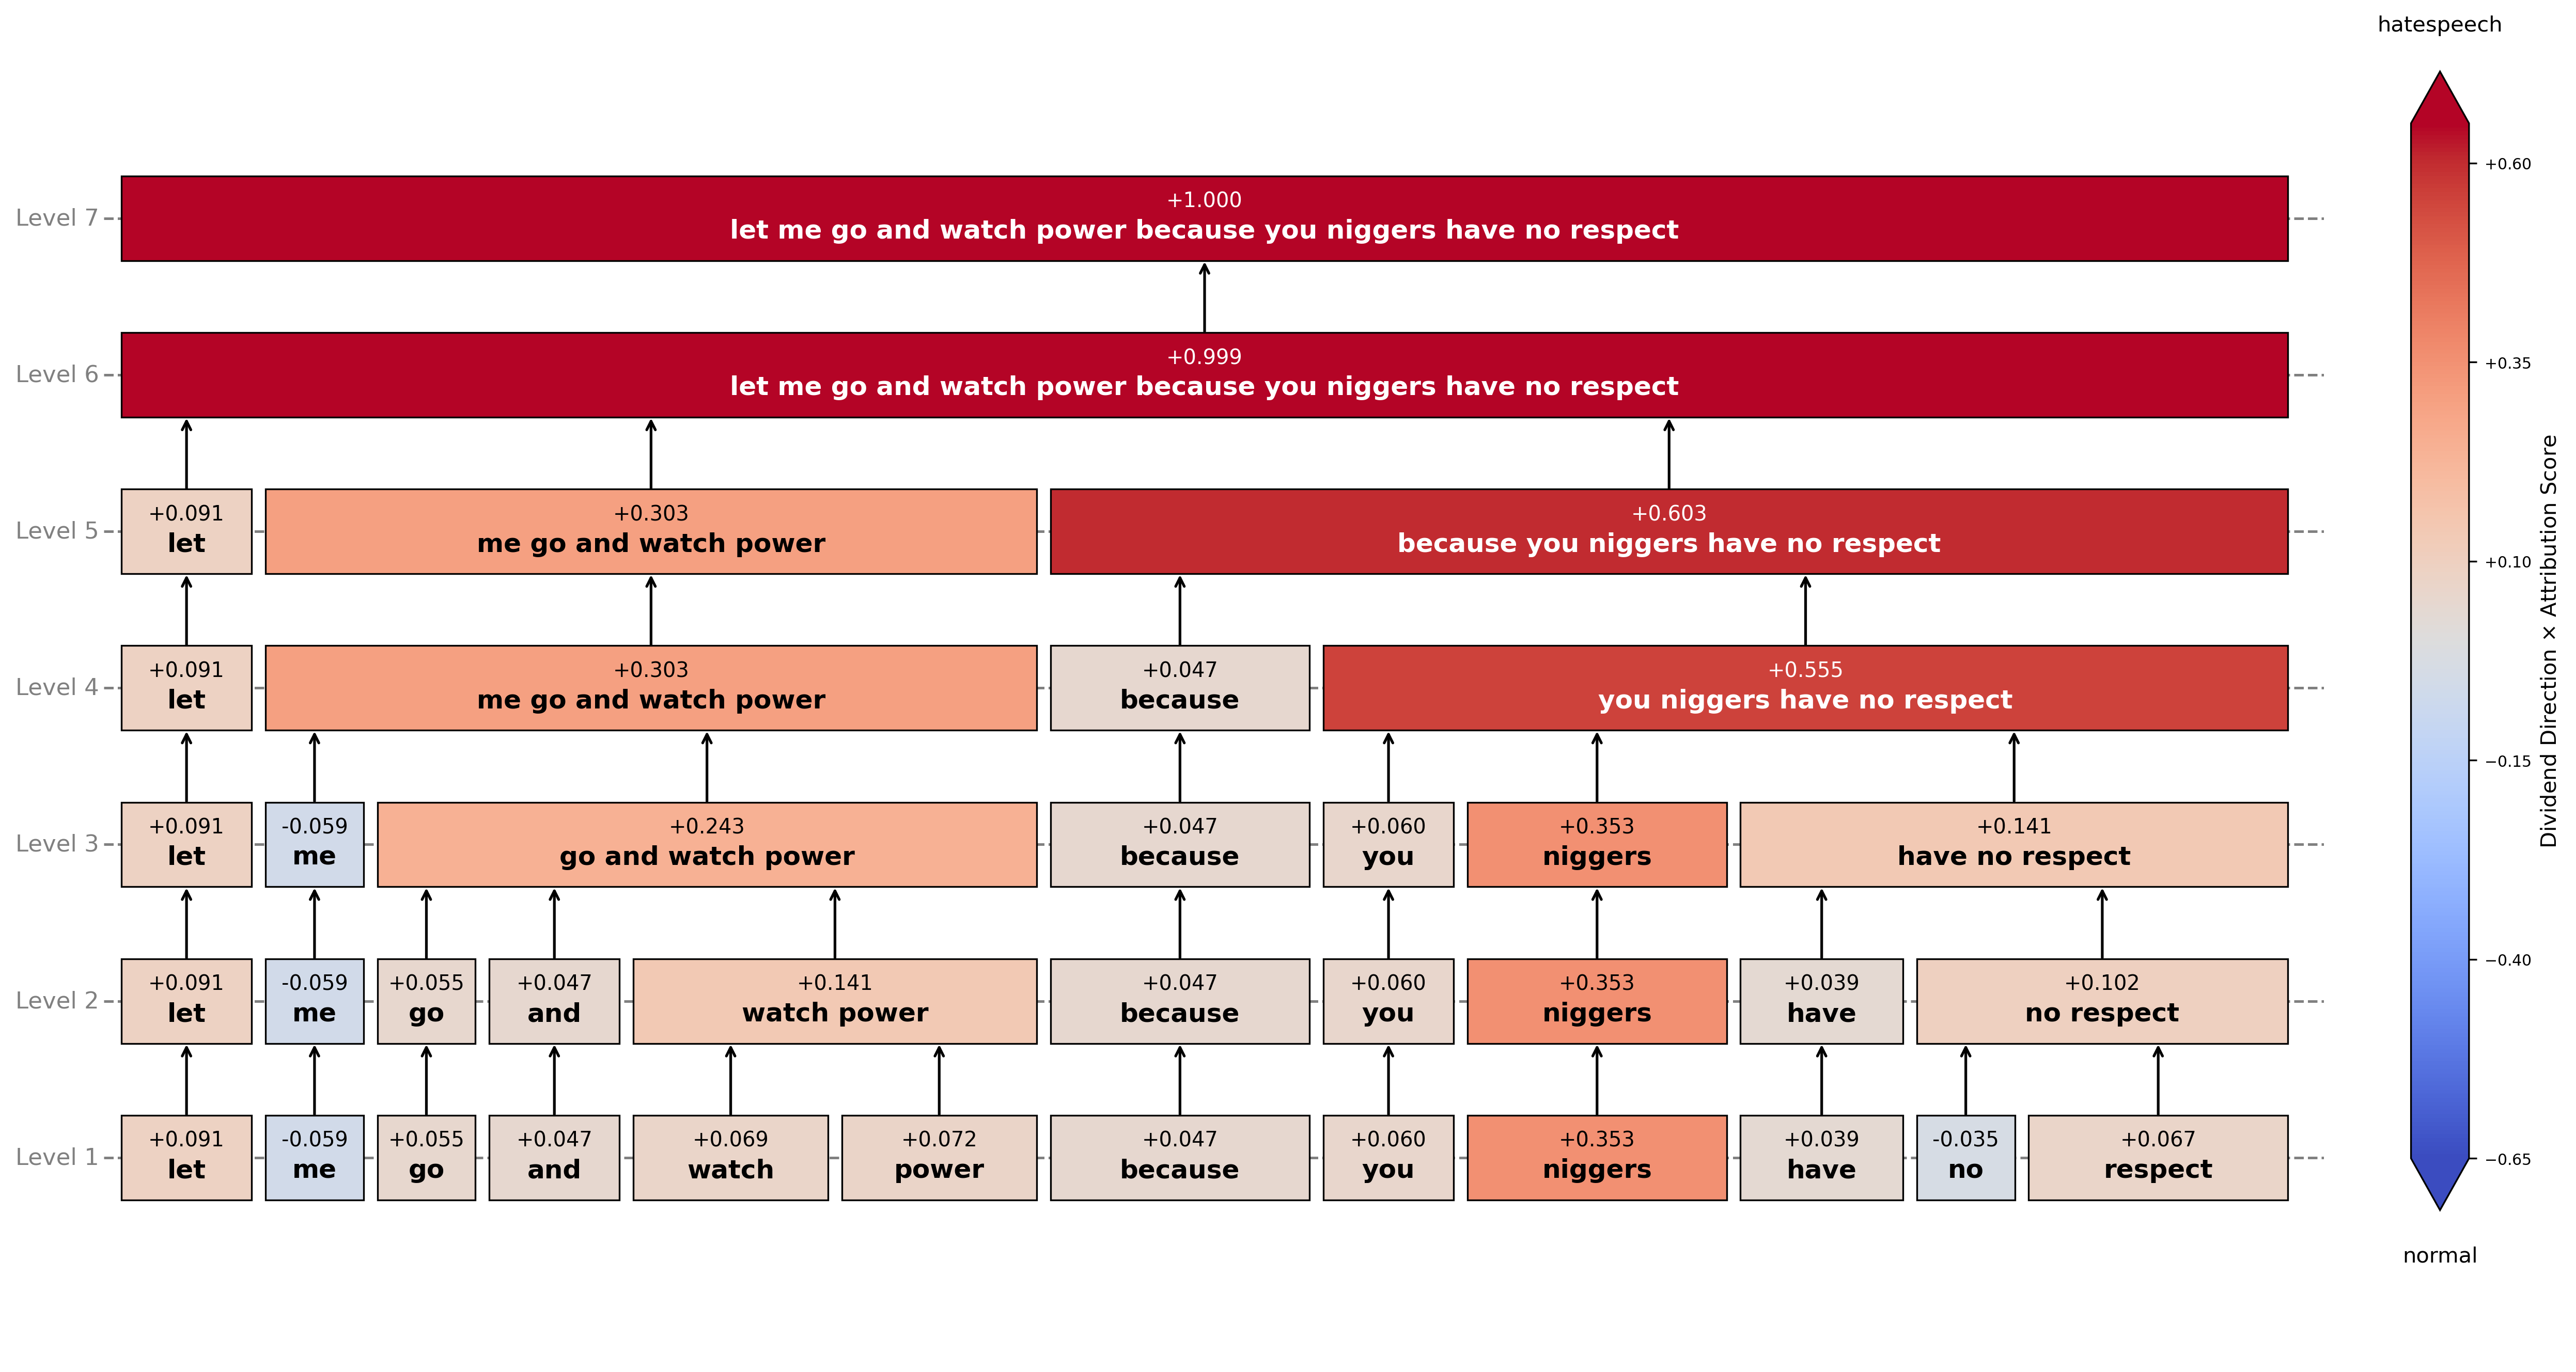 hatespeech
Level 7
+1.000
let me go and watch power because you niggers have no respect
Level 6
+0.999
let me go and watch power because you niggers have no respect
Level 5
+0.091
let
+0.303
me go and watch power
+0.603
because you niggers have no respect
Level 4
+0.091
let
+0.303
me go and watch power
+0.047
because
+0.555
you niggers have no respect
Level 3
+0.091
let
-0.059
me
+0.243
go and watch power
+0.047
because
+0.060
you
+0.353
niggers
+0.141
have no respect
Level 2
+0.091
let
-0.059
me
+0.055
go
+0.047
and
+0.141
watch power
+0.047
because
+0.060
you
+0.353
niggers
+0.039
have
+0.102
no respect
Level 1
+0.091
let
-0.059
me
+0.055
go
+0.047
and
+0.069
watch
+0.072
power
+0.047
because
+0.060
you
+0.353
niggers
+0.039
have
-0.035
no
+0.067
respect
+0.60
+0.35
+0.10
−0.15
−0.40
−0.65
Dividend Direction × Attribution Score
normal